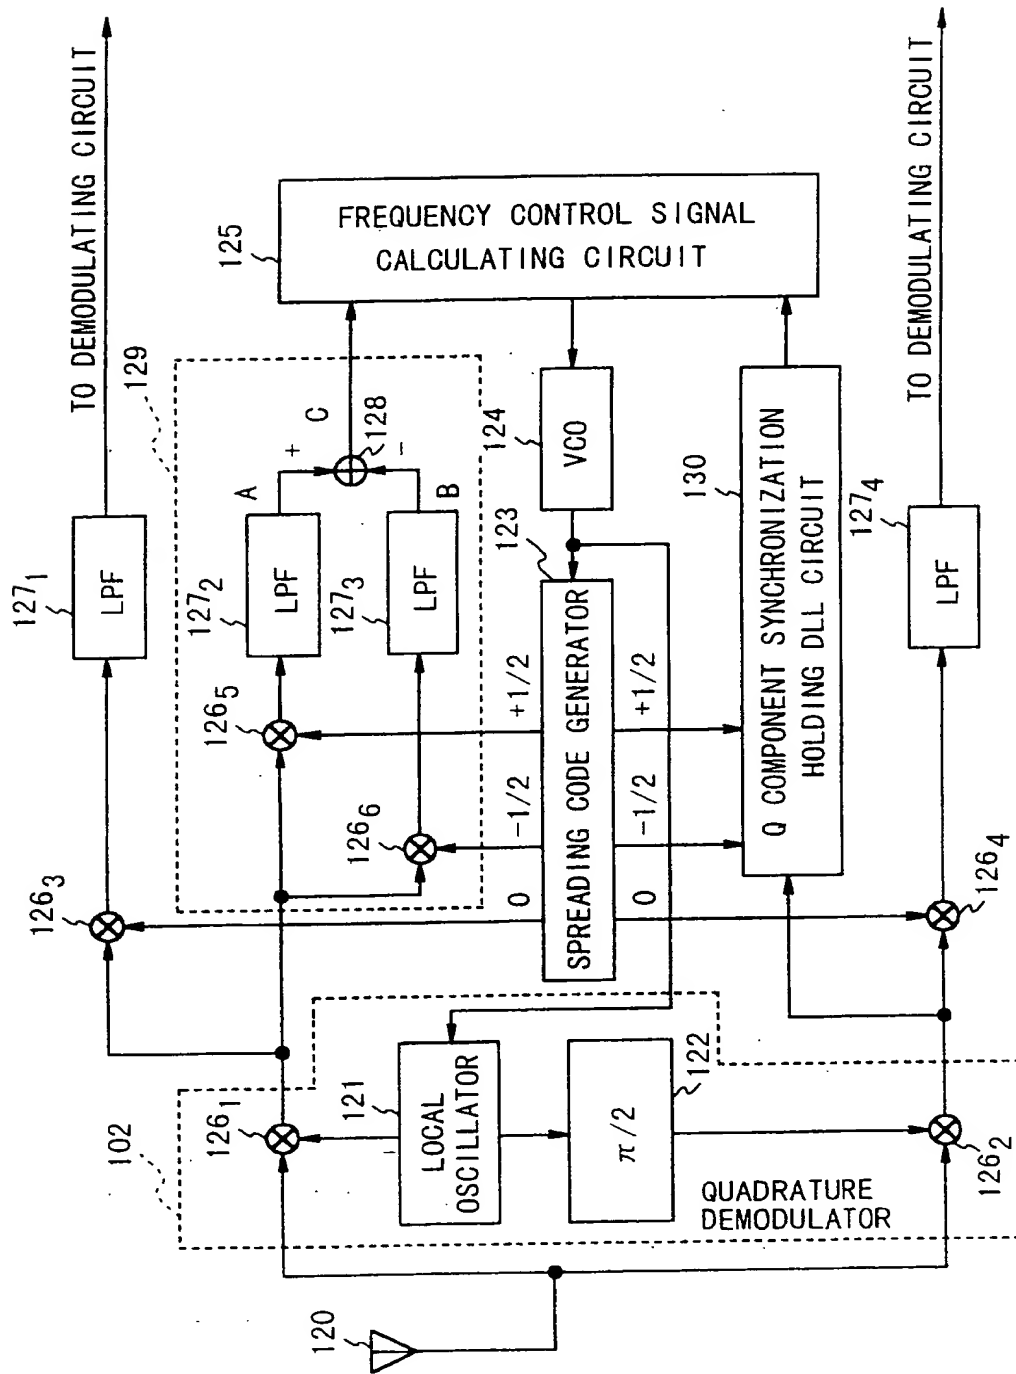 TO DEMODULATING CIRCUIT
127₁
LPF
126₃
129
125
FREQUENCY CONTROL SIGNAL
CALCULATING CIRCUIT
127₂
LPF
A
+
C
128
−
B
127₃
LPF
126₅
126₆
124
VCO
123
SPREADING CODE GENERATOR
+1/2
−1/2
0
+1/2
−1/2
0
130
Q COMPONENT SYNCHRONIZATION
HOLDING DLL CIRCUIT
TO DEMODULATING CIRCUIT
127₄
LPF
126₄
102
126₁
121
LOCAL
OSCILLATOR
π/2
122
126₂
QUADRATURE
DEMODULATOR
120